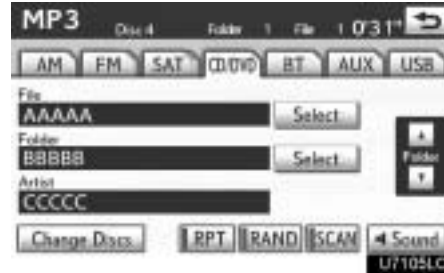 MP3 Disc 4 Folder 1 File 1 0'31"
AM FM SAT CD/DVD BT AUX USB
File
AAAAA Select
Folder
BBBBB Select
Folder
Artist
CCCCC
Change Discs RPT RAND SCAN Sound
U7105LC